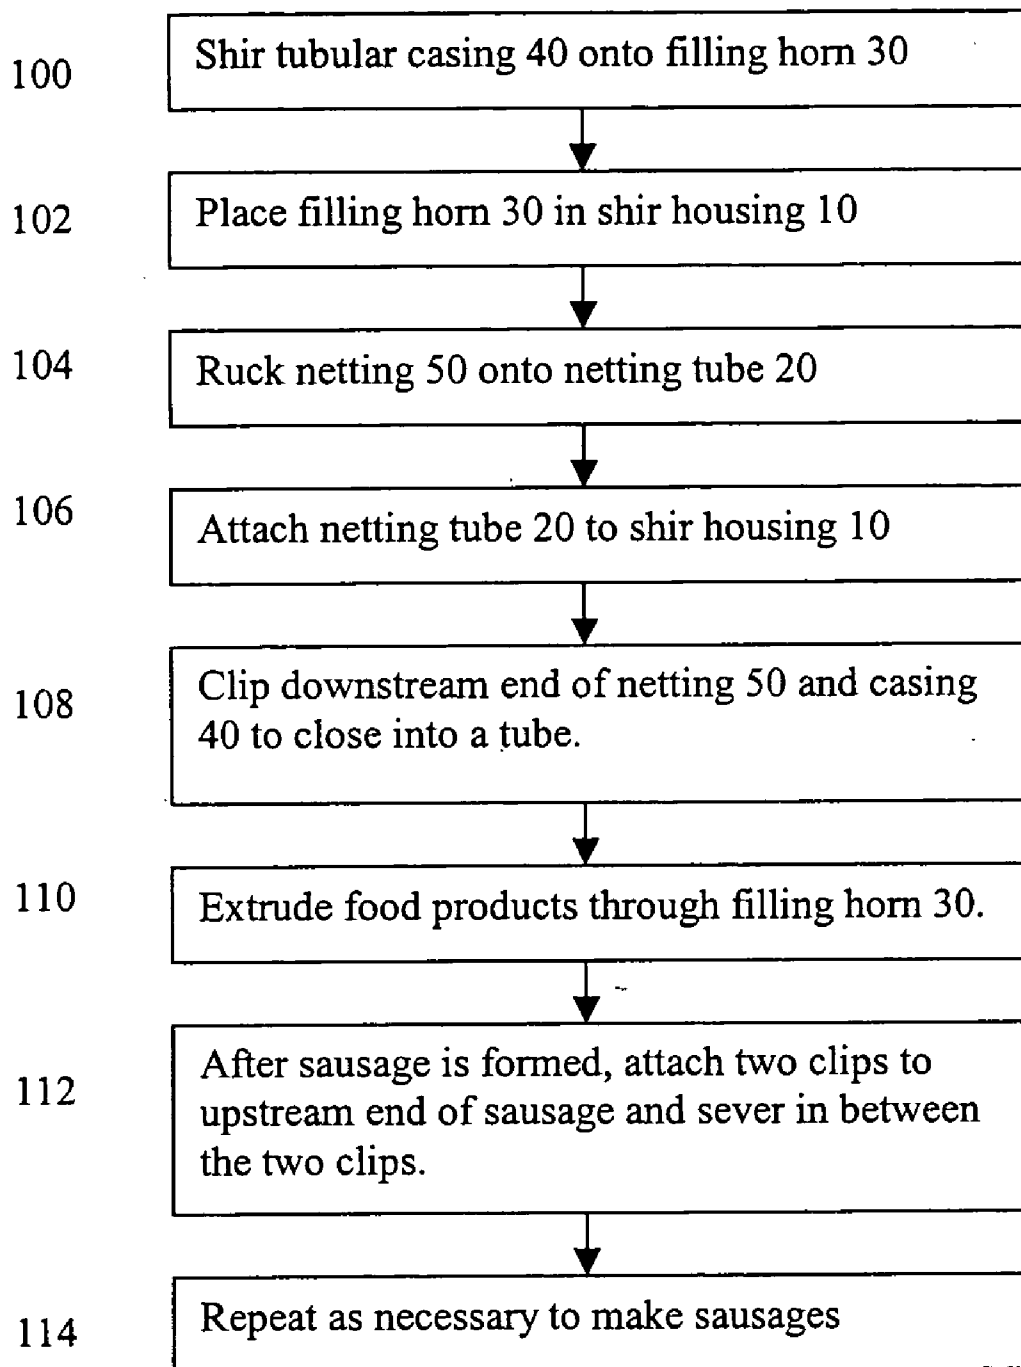 100 Shir tubular casing 40 onto filling horn 30
102 Place filling horn 30 in shir housing 10
104 Ruck netting 50 onto netting tube 20
106 Attach netting tube 20 to shir housing 10
108 Clip downstream end of netting 50 and casing
40 to close into a tube.
110 Extrude food products through filling horn 30.
112 After sausage is formed, attach two clips to
upstream end of sausage and sever in between
the two clips.
114 Repeat as necessary to make sausages